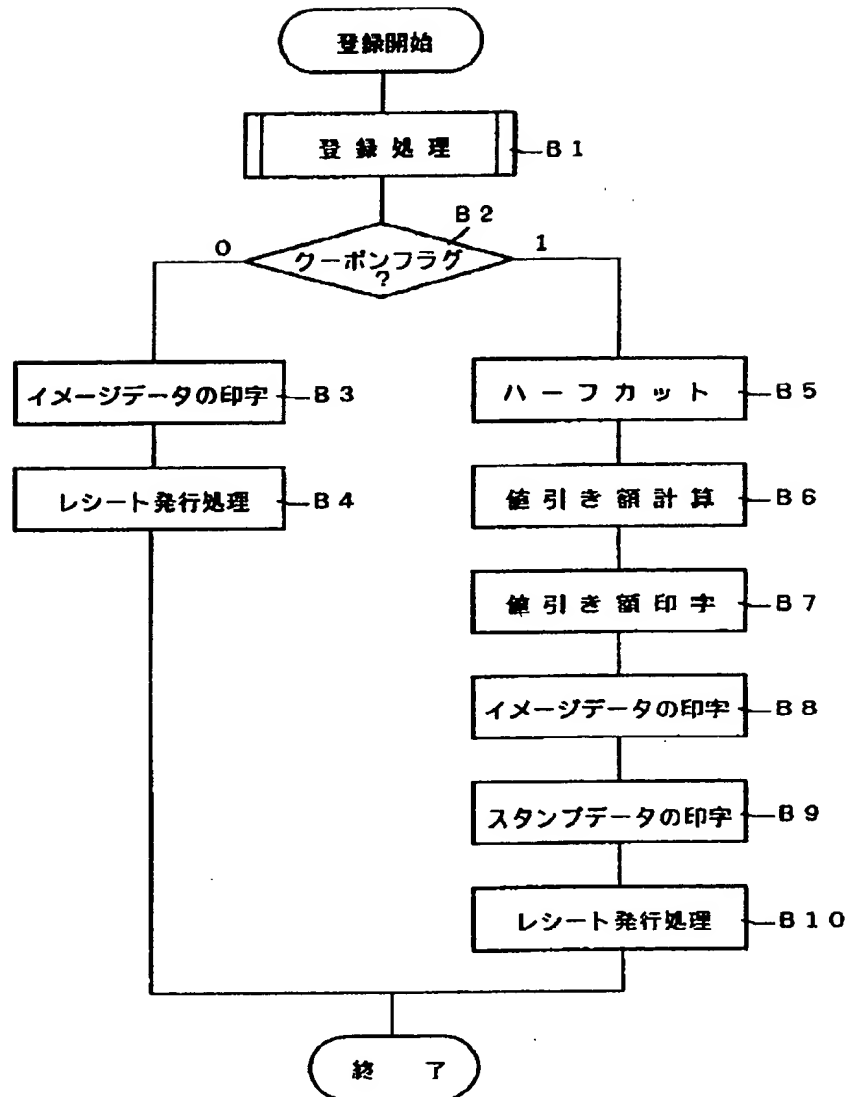 登録開始
登録処理
B1
B2
クーポンフラグ
?
0
1
イメージデータの印字
B3
レシート発行処理
B4
ハーフカット
B5
値引き額計算
B6
値引き額印字
B7
イメージデータの印字
B8
スタンプデータの印字
B9
レシート発行処理
B10
終了